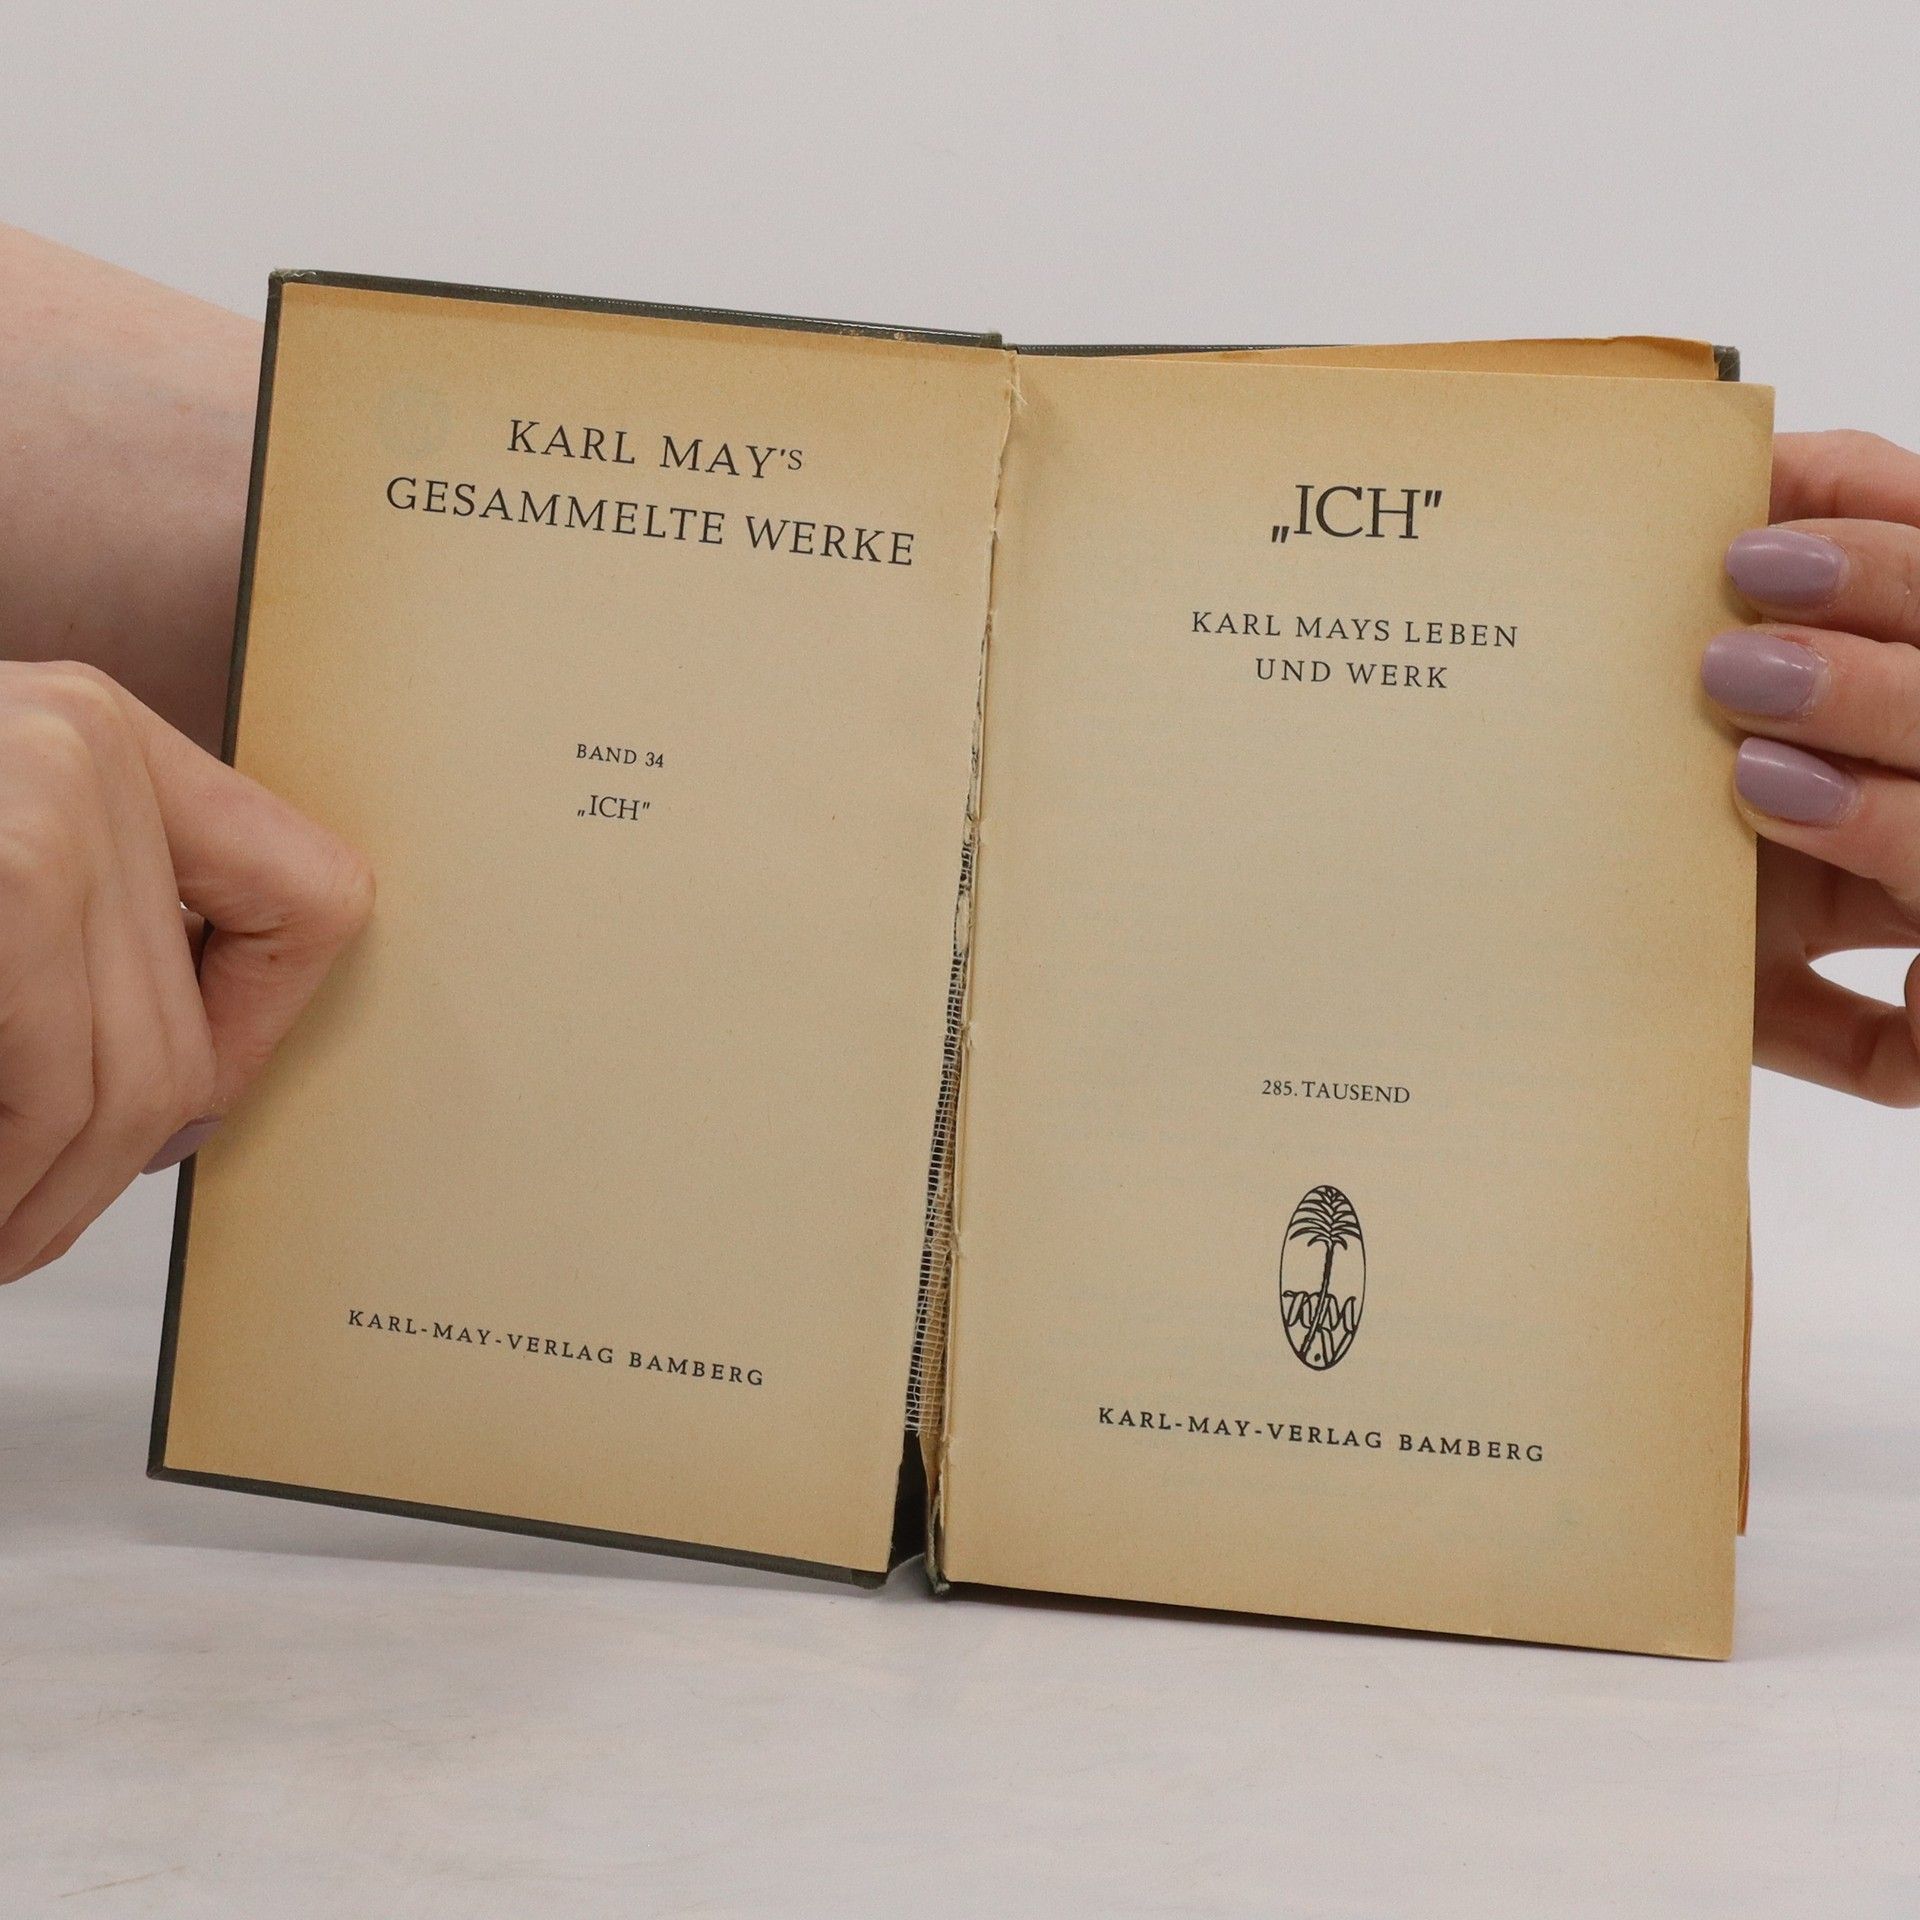 KARL MAY'S
GESAMMELTE WERKE
BAND 34
„ICH"
KARL-MAY-VERLAG BAMBERG
„ICH"
KARL MAYS LEBEN
UND WERK
285. TAUSEND
KARL-MAY-VERLAG BAMBERG